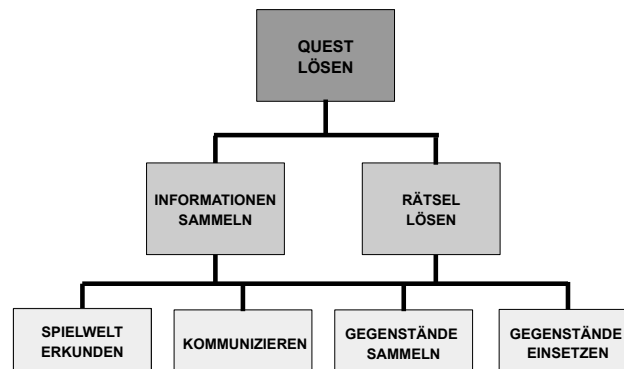 QUEST
LÖSEN
INFORMATIONEN
SAMMELN
RÄTSEL
LÖSEN
SPIELWELT
ERKUNDEN
KOMMUNIZIEREN
GEGENSTÄNDE
SAMMELN
GEGENSTÄNDE
EINSETZEN